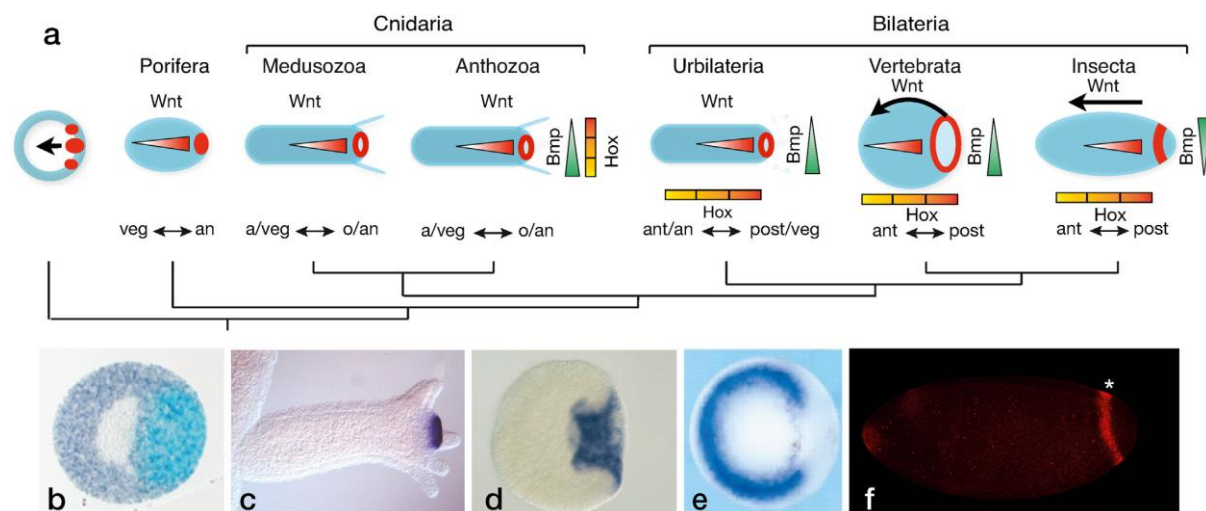 a
Cnidaria
Bilateria
Porifera
Medusozoa
Anthozoa
Urbilateria
Vertebrata
Insecta
Wnt
Wnt
Wnt
Wnt
Wnt
Wnt
Bmp
Hox
Bmp
Bmp
Bmp
Hox
Hox
Hox
veg an
a/veg o/an
a/veg o/an
ant/an post/veg
ant post
ant post
b
c
d
e
f
*